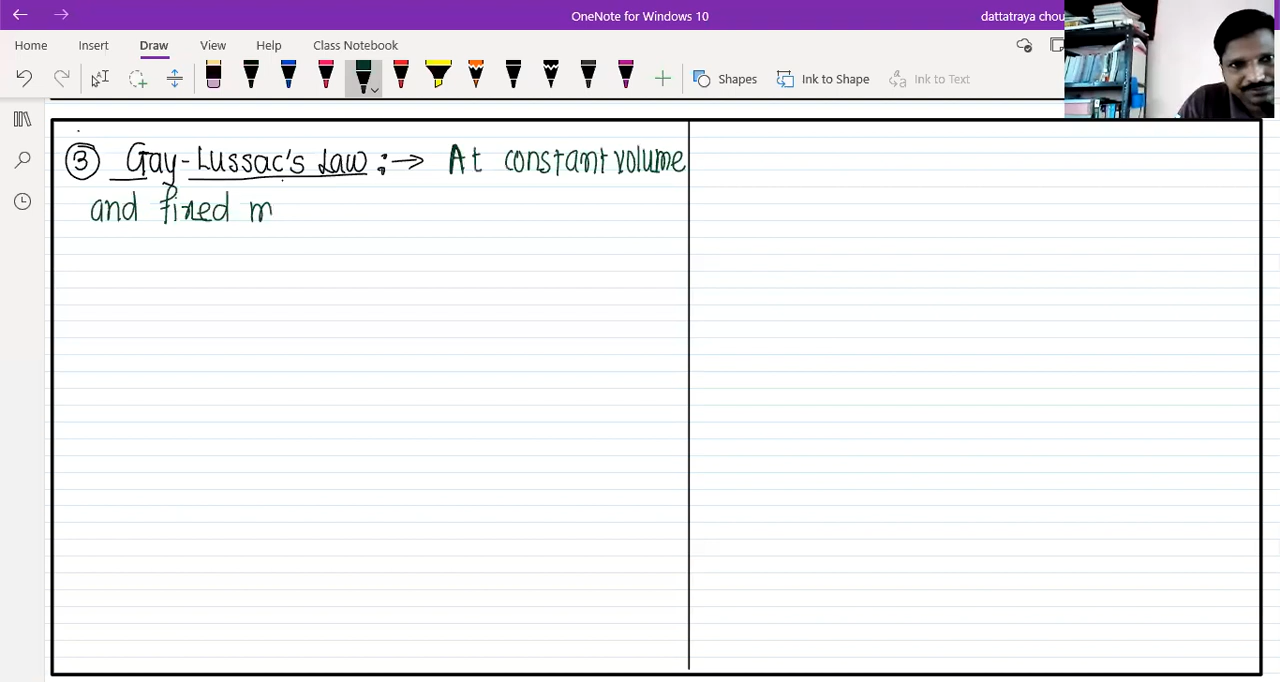 OneNote for Windows 10
dattatraya chou
Home Insert Draw View Help Class Notebook
Shapes Ink to Shape Ink to Text
③ Gay-Lussac's Law :→ At constant volume
and fixed m